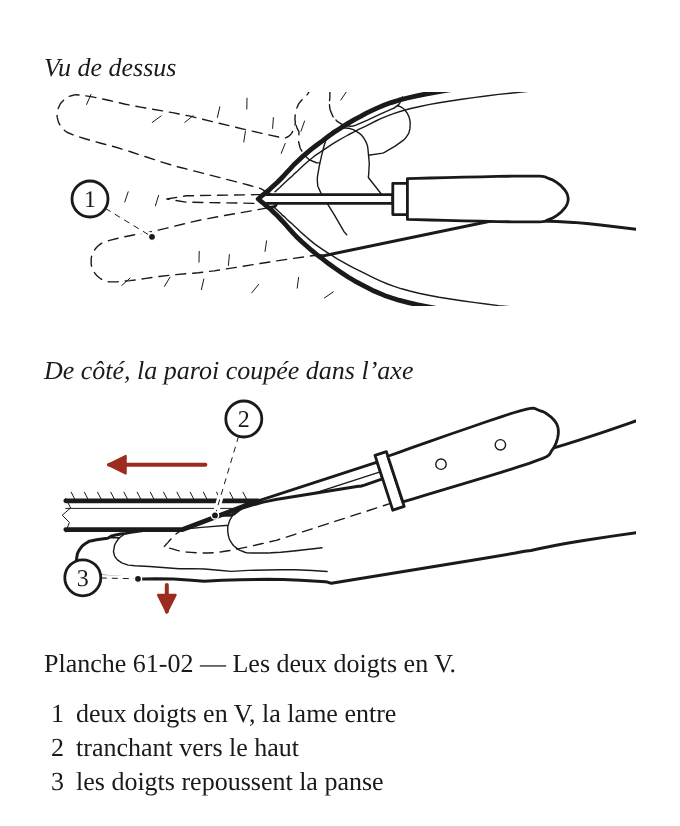 Vu de dessus
1
De côté, la paroi coupée dans l’axe
2
3
Planche 61-02 — Les deux doigts en V.
1 deux doigts en V, la lame entre
2 tranchant vers le haut
3 les doigts repoussent la panse